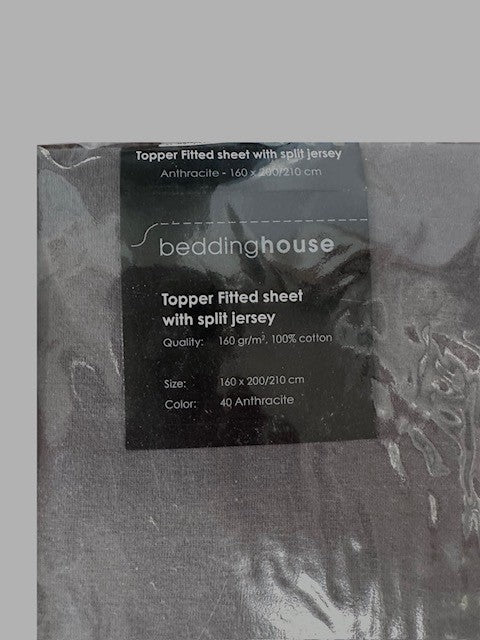 Topper Fitted sheet with split jersey
Anthracite - 160 x 200/210 cm
beddinghouse
Topper Fitted sheet
with split jersey
Quality: 160 gr/m², 100% cotton
Size: 160 x 200/210 cm
Color: 40 Anthracite